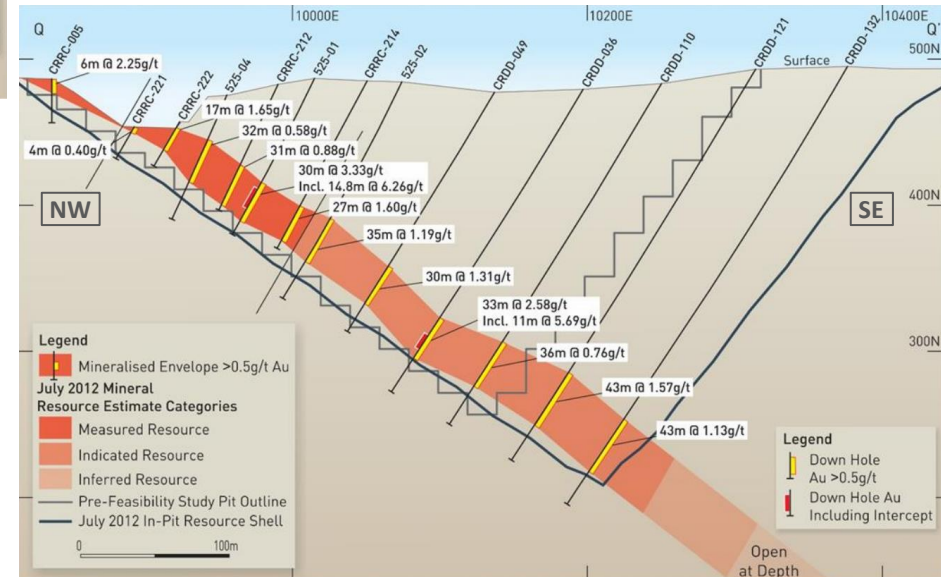 10000E
10200E
10400E
Q
Q'
CRRC-005
CRRC-221
CRRC-222
525-04
CRRC-212
525-01
CRRC-214
525-02
CRDD-049
CRDD-036
CRDD-110
CRDD-121
CRDD-132
500N
Surface
6m @ 2.25g/t
17m @ 1.65g/t
32m @ 0.58g/t
4m @ 0.40g/t
31m @ 0.88g/t
30m @ 3.33g/t
Incl. 14.8m @ 6.26g/t
27m @ 1.60g/t
400N
NW
SE
35m @ 1.19g/t
30m @ 1.31g/t
33m @ 2.58g/t
Incl. 11m @ 5.69g/t
300N
36m @ 0.76g/t
43m @ 1.57g/t
43m @ 1.13g/t
Legend
Mineralised Envelope >0.5g/t Au
July 2012 Mineral
Resource Estimate Categories
Measured Resource
Indicated Resource
Inferred Resource
Pre-Feasibility Study Pit Outline
July 2012 In-Pit Resource Shell
0 100m
Legend
Down Hole
Au >0.5g/t
Down Hole Au
Including Intercept
Open
at Depth